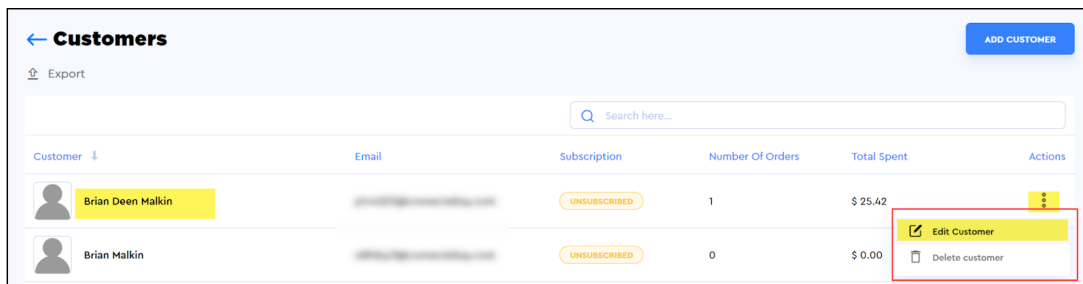 Customers
ADD CUSTOMER
Export
Search here...
Customer Email Subscription Number Of Orders Total Spent Actions
Brian Deen Malkin UNSUBSCRIBED 1 $ 25.42
Edit Customer
Brian Malkin UNSUBSCRIBED 0 $ 0.00 Delete customer